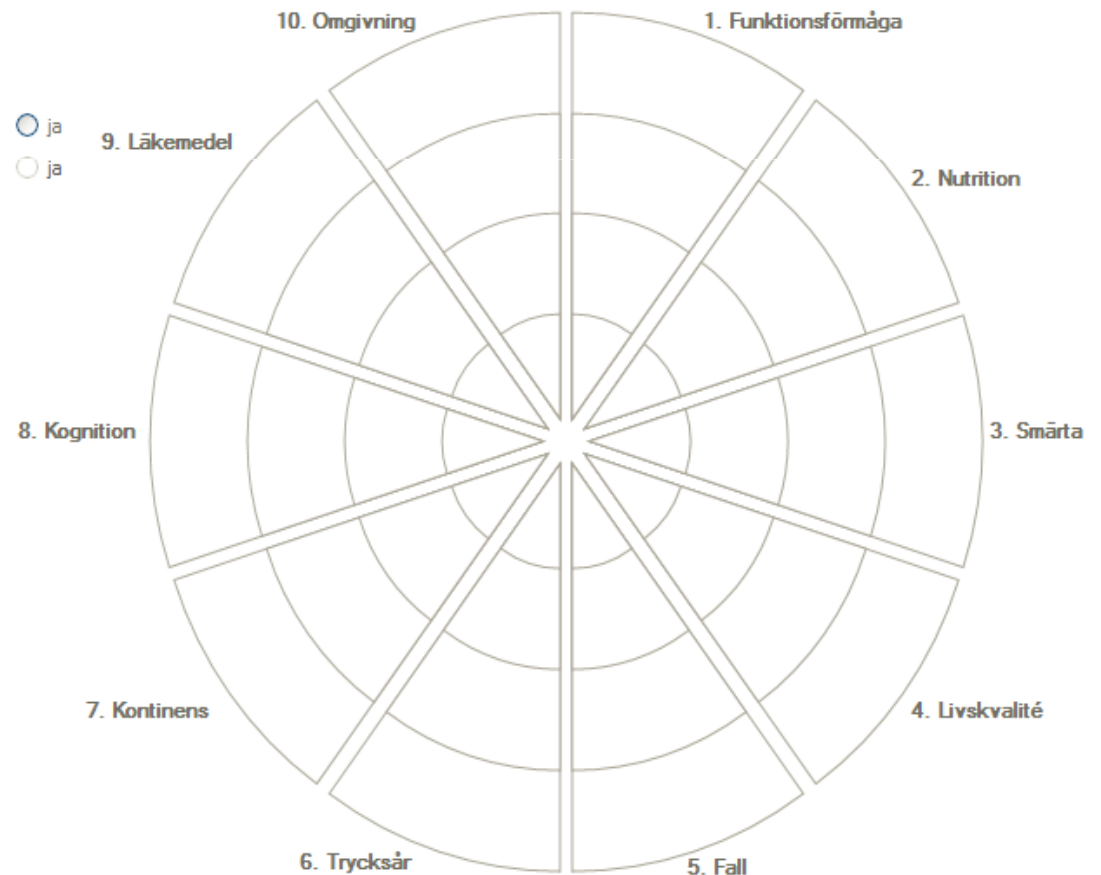 10. Omgivning
1. Funktionsförmåga
ja
9. Läkemedel
ja
2. Nutrition
8. Kognition
3. Smärta
7. Kontinens
4. Livskvalité
6. Trycksår
5. Fall